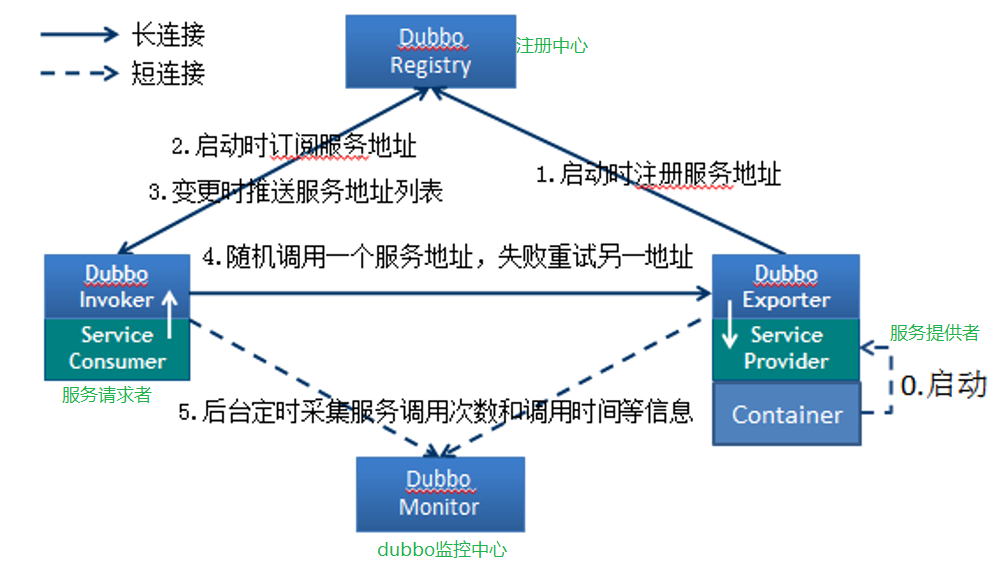 长连接
短连接
Dubbo
Registry
注册中心
2.启动时订阅服务地址
3.变更时推送服务地址列表
1.启动时注册服务地址
4.随机调用一个服务地址，失败重试另一地址
Dubbo
Invoker
Service
Consumer
服务请求者
Dubbo
Exporter
Service
Provider
Container
服务提供者
0.启动
5.后台定时采集服务调用次数和调用时间等信息
Dubbo
Monitor
dubbo监控中心